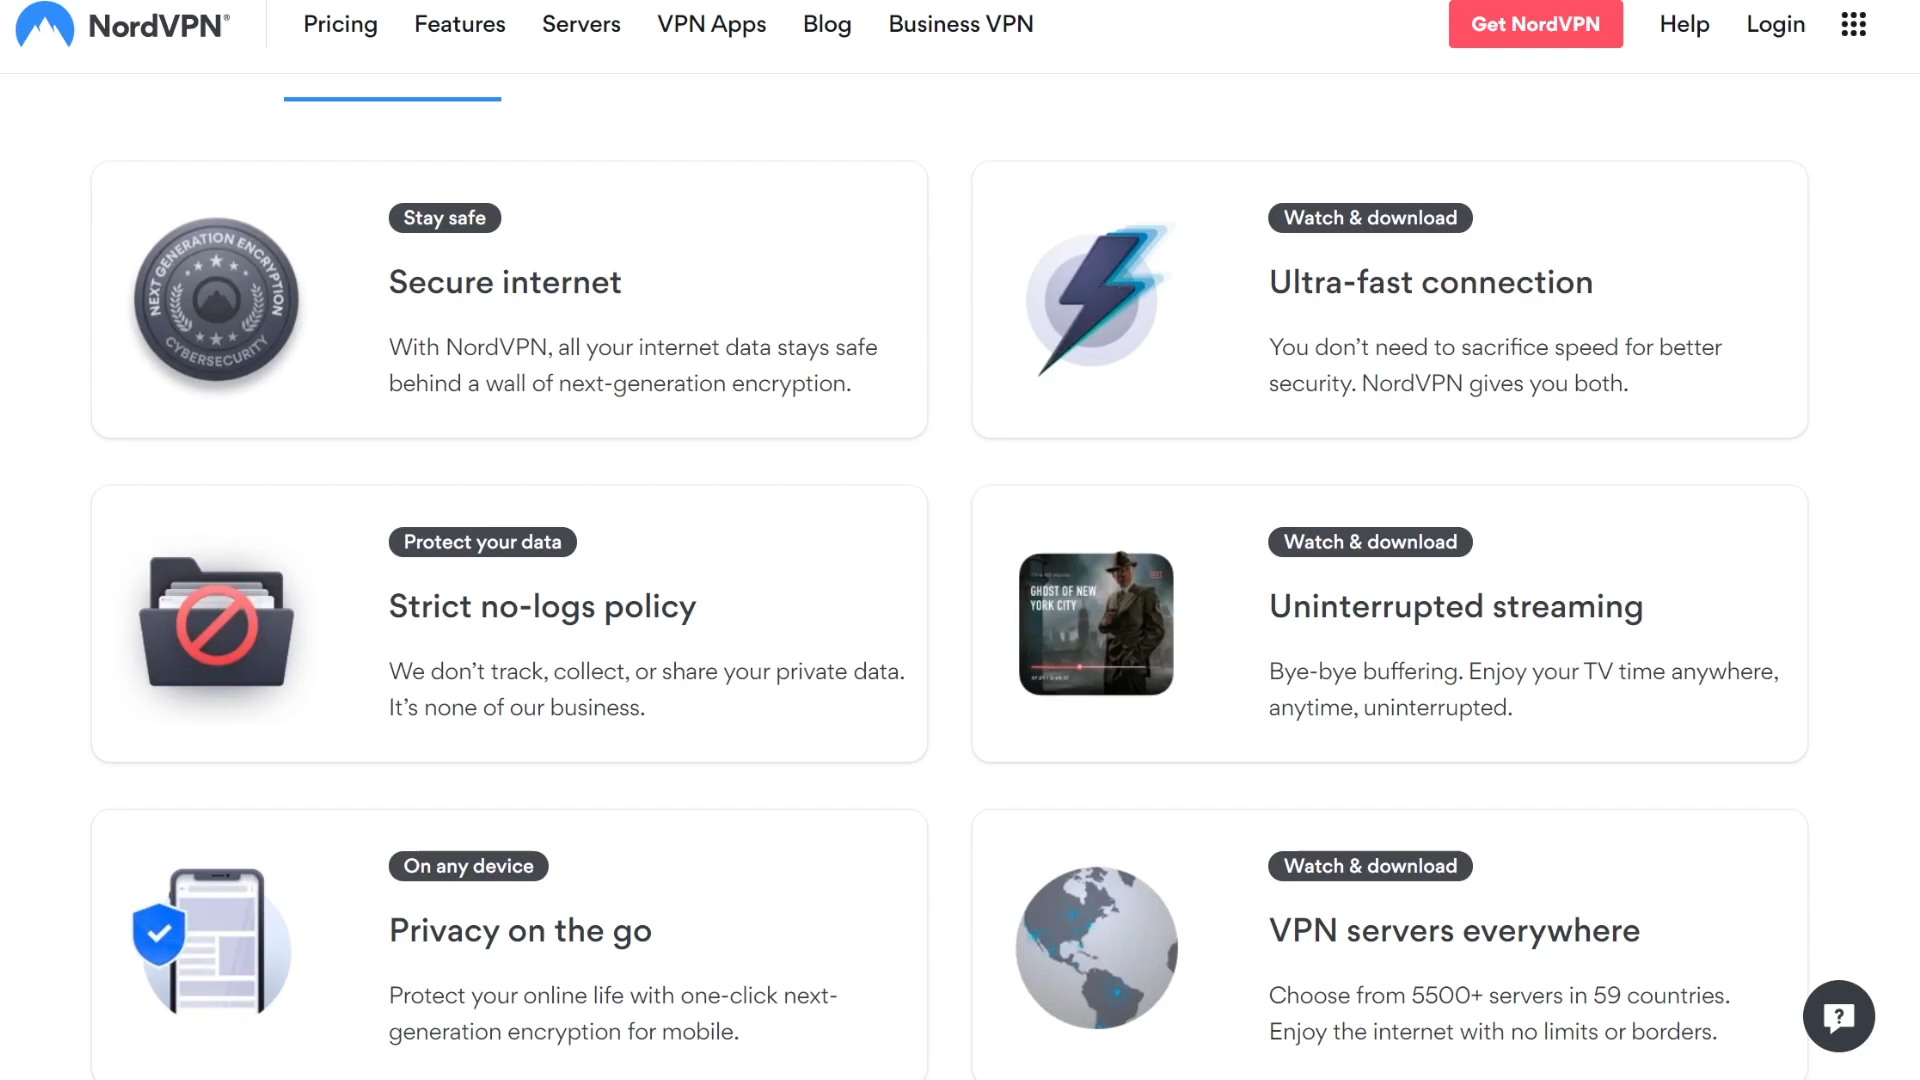 NordVPN®
Pricing
Features
Servers
VPN Apps
Blog
Business VPN
Get NordVPN
Help
Login
NEXT GENERATION ENCRYPTION
CYBERSECURITY
Stay safe
Secure internet
With NordVPN, all your internet data stays safe
behind a wall of next-generation encryption.
Watch & download
Ultra-fast connection
You don’t need to sacrifice speed for better
security. NordVPN gives you both.
Protect your data
Strict no-logs policy
We don’t track, collect, or share your private data.
It’s none of our business.
GHOST OF NEW
YORK CITY
Watch & download
Uninterrupted streaming
Bye-bye buffering. Enjoy your TV time anywhere,
anytime, uninterrupted.
On any device
Privacy on the go
Protect your online life with one-click next-
generation encryption for mobile.
Watch & download
VPN servers everywhere
Choose from 5500+ servers in 59 countries.
Enjoy the internet with no limits or borders.
?